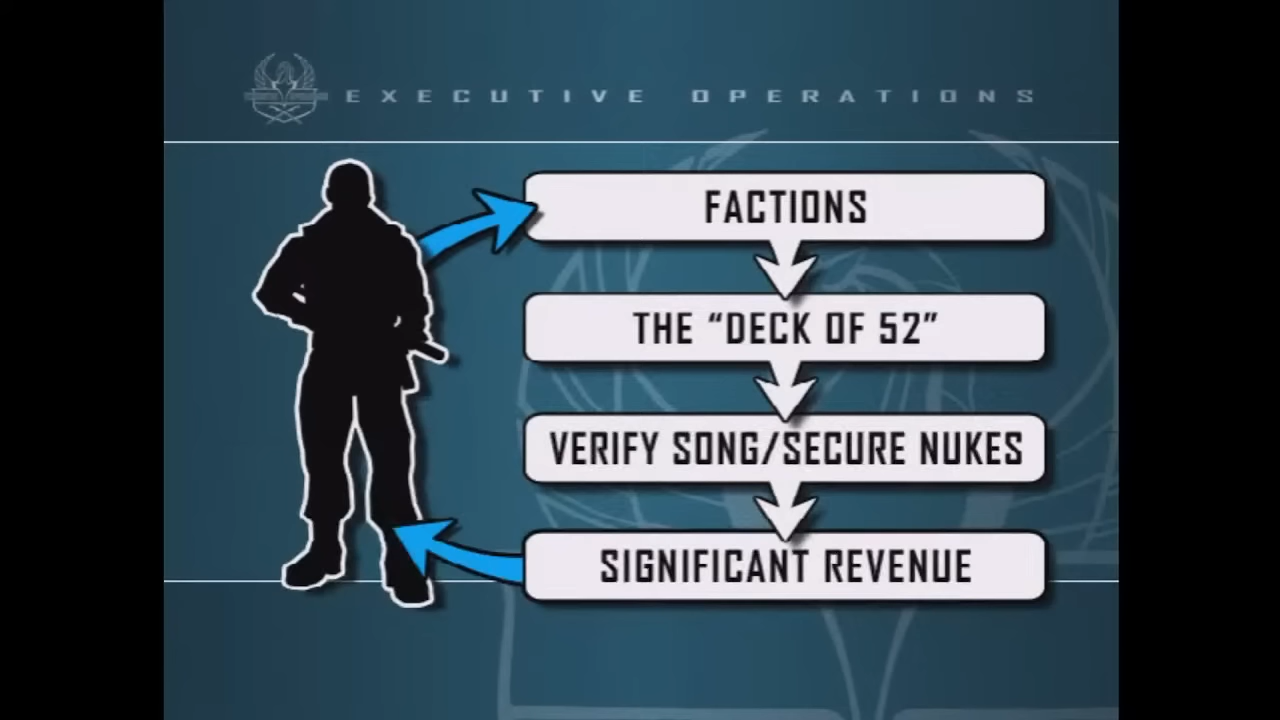 EXECUTIVE OPERATIONS
FACTIONS
THE “DECK OF 52”
VERIFY SONG/SECURE NUKES
SIGNIFICANT REVENUE